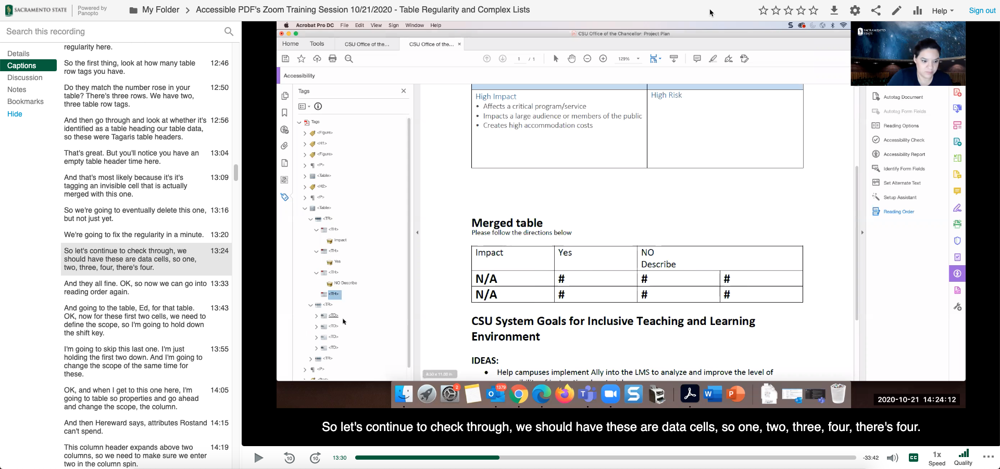 SACRAMENTO STATE
Powered by Panopto
My Folder > Accessible PDF's Zoom Training Session 10/21/2020 - Table Regularity and Complex Lists
Help
Sign out
Search this recording
Details
Captions
Discussion
Notes
Bookmarks
Hide
regularity here.
So the first thing, look at how many table 12:46
row tags you have.
Do they match the number rose in your 12:50
table? There's three rows. We have two,
three table row tags.
And then go through and look at whether it's 12:56
identified as a table heading our table data,
so these were Tagaris table headers.
That's great. But you'll notice you have an 13:04
empty table header time here.
And that's most likely because it's it's 13:09
tagging an invisible cell that is actually
merged with this one.
So we're going to eventually delete this one, 13:16
but not just yet.
We're going to fix the regularity in a minute. 13:20
So let's continue to check through, we 13:24
should have these are data cells, so one,
two, three, four, there's four.
And they all fine. OK, so now we can go into 13:33
reading order again.
And going to the table, Ed, for that table. 13:43
OK, now for these first two cells, we need to
define the scope, so I'm going to hold down
the shift key.
I'm going to skip this last one. I'm just 13:55
holding the first two down. And I'm going to
change the scope of the same time for
these.
OK, and when I get to this one here, I'm 14:05
going to table so properties and go ahead
and change the scope, the column.
And then Hereward says, attributes Rostand 14:15
can't spend.
This column header expands above two 14:19
columns, so we need to make sure we enter
two in the column spin.
Acrobat Pro DC File Edit View Sign Window Help
CSU Office of the Chancellor: Project Plan
Home Tools CSU Office of the... CSU Office of the... ×
1 / 1 129%
Accessibility
Tags
Tags
<Figure>
<H1>
<Figure>
<P>
<Table>
<H2>
<P>
<Table>
<TR>
<TH>
Impact
<TH>
Yes
<TH>
NO Describe
<TH>
<TR>
<TD>
<TD>
<TD>
<TD>
<TR>
<P>
High Impact
• Affects a critical program/service
• Impacts a large audience or members of the public
• Creates high accommodation costs
High Risk
Merged table
Please follow the directions below
Impact Yes NO
Describe
N/A # # #
N/A # # #
CSU System Goals for Inclusive Teaching and Learning
Environment
IDEAS:
• Help campuses implement Ally into the LMS to analyze and improve the level of
8.50 x 11.00 in
SACRAMENTO STATE
Autotag Document
Autotag Form Fields
Reading Options
Accessibility Check
Accessibility Report
Identify Form Fields
Set Alternate Text
Setup Assistant
Reading Order
2
1379
2020-10-21 14:24:12
So let's continue to check through, we should have these are data cells, so one, two, three, four, there's four.
10 10 13:30 -33:42 CC 1x
Speed Quality